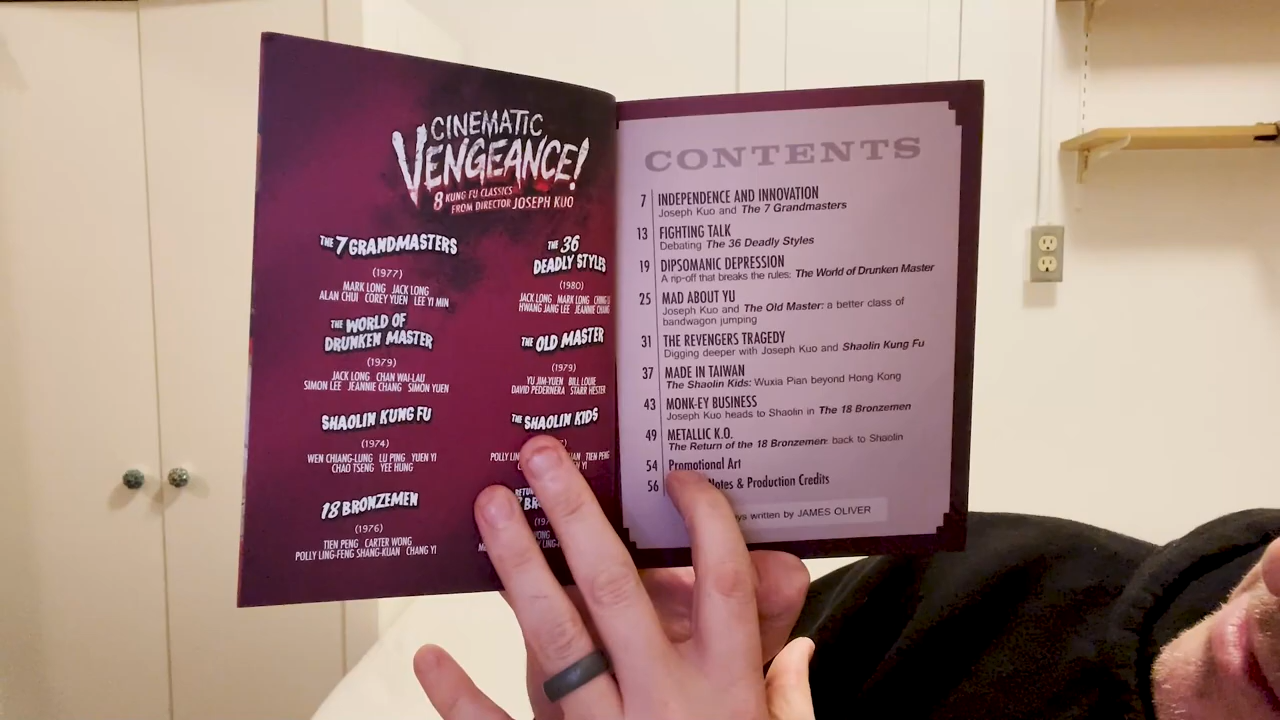 CINEMATIC
VENGEANCE!
8 KUNG FU CLASSICS
FROM DIRECTOR JOSEPH KUO
THE 7 GRANDMASTERS
(1977)
MARK LONG JACK LONG
ALAN CHUI COREY YUEN LEE YI MIN
THE 36
DEADLY STYLES
(1980)
JACK LONG MARK LONG
HWANG JANG LEE JEANNIE
THE WORLD OF
DRUNKEN MASTER
(1979)
JACK LONG CHAN WAI-LAU
SIMON LEE JEANNIE CHANG SIMON YUEN
THE OLD MASTER
(1979)
YU JIM-YUEN BILL LOUIE
DAVID PEDERNERA STARR HESTER
SHAOLIN KUNG FU
(1974)
WEN CHIANG-LUNG LU PING YUEN YI
CHAO TSENG YEE HUNG
THE SHAOLIN KIDS
POLLY TIEN PENG
18 BRONZEMEN
(1976)
TIEN PENG CARTER WONG
POLLY LING-FENG SHANG-KUAN CHANG YI
CONTENTS
7 INDEPENDENCE AND INNOVATION
Joseph Kuo and The 7 Grandmasters
13 FIGHTING TALK
Debating The 36 Deadly Styles
19 DIPSOMANIC DEPRESSION
A rip-off that breaks the rules: The World of Drunken Master
25 MAD ABOUT YU
Joseph Kuo and The Old Master: a better class of
bandwagon jumping
31 THE REVENGERS TRAGEDY
Digging deeper with Joseph Kuo and Shaolin Kung Fu
37 MADE IN TAIWAN
The Shaolin Kids: Wuxia Pian beyond Hong Kong
43 MONK-EY BUSINESS
Joseph Kuo heads to Shaolin in The 18 Bronzemen
49 METALLIC K.O.
The Return of the 18 Bronzemen: back to Shaolin
54 Promotional Art
56 Notes & Production Credits
written by JAMES OLIVER